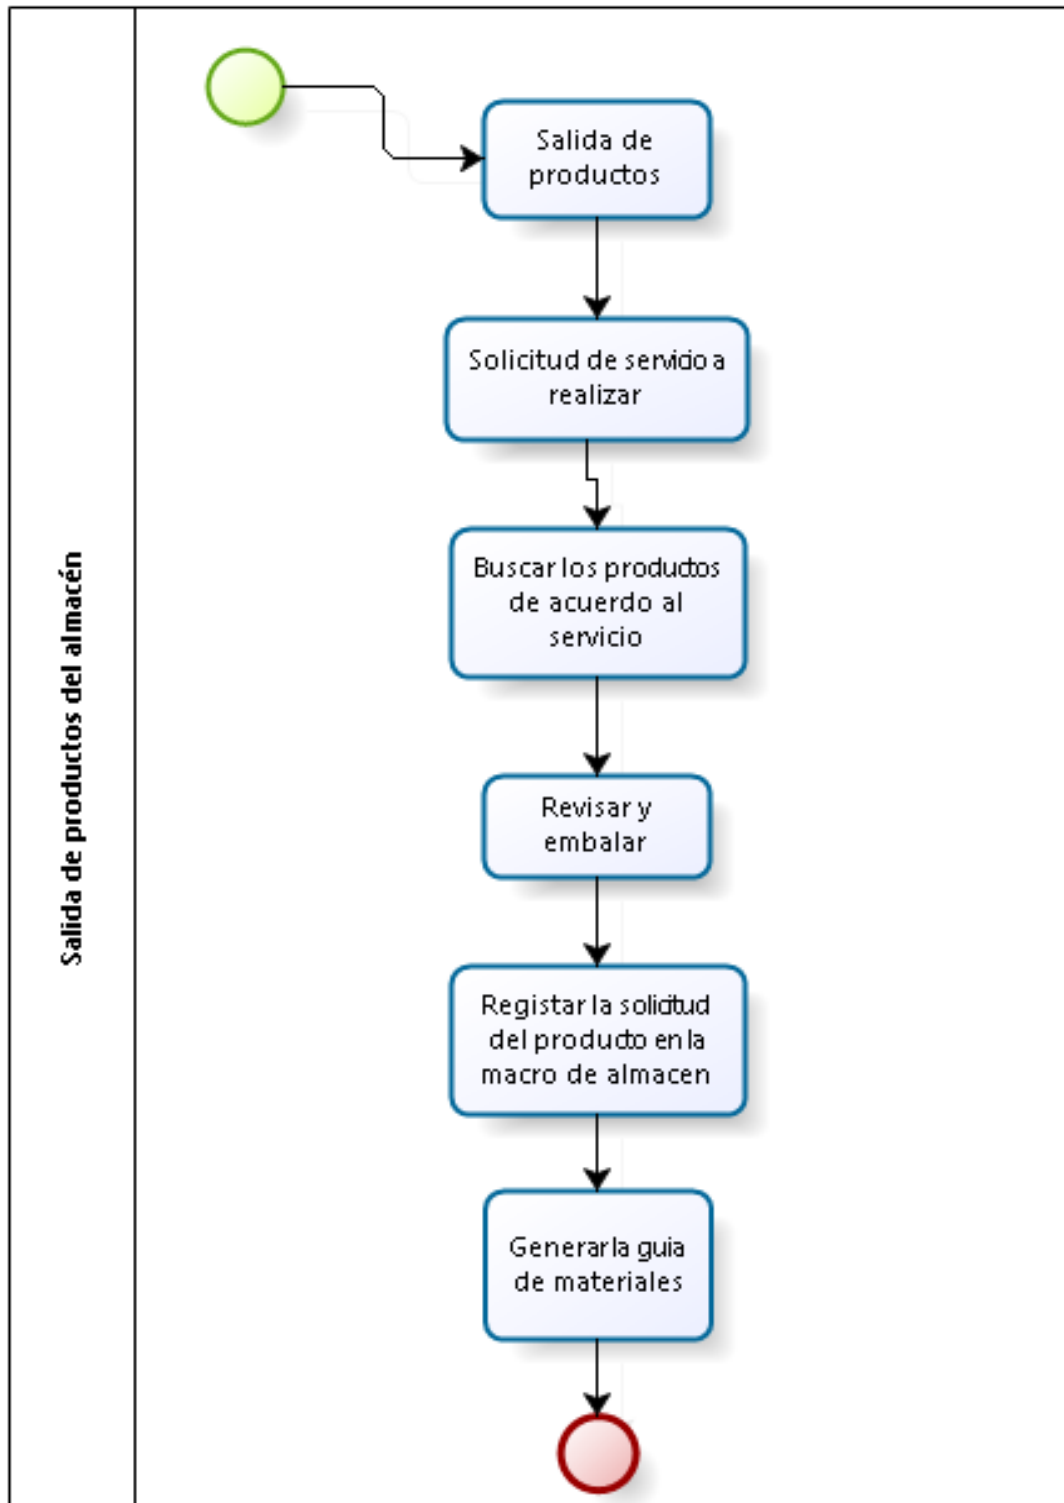 Salida de productos del almacén
Salida de
productos
Solicitud de servicio a
realizar
Buscar los productos
de acuerdo al
servicio
Revisar y
embalar
Registar la solicitud
del producto en la
macro de almacen
Generar la guia
de materiales